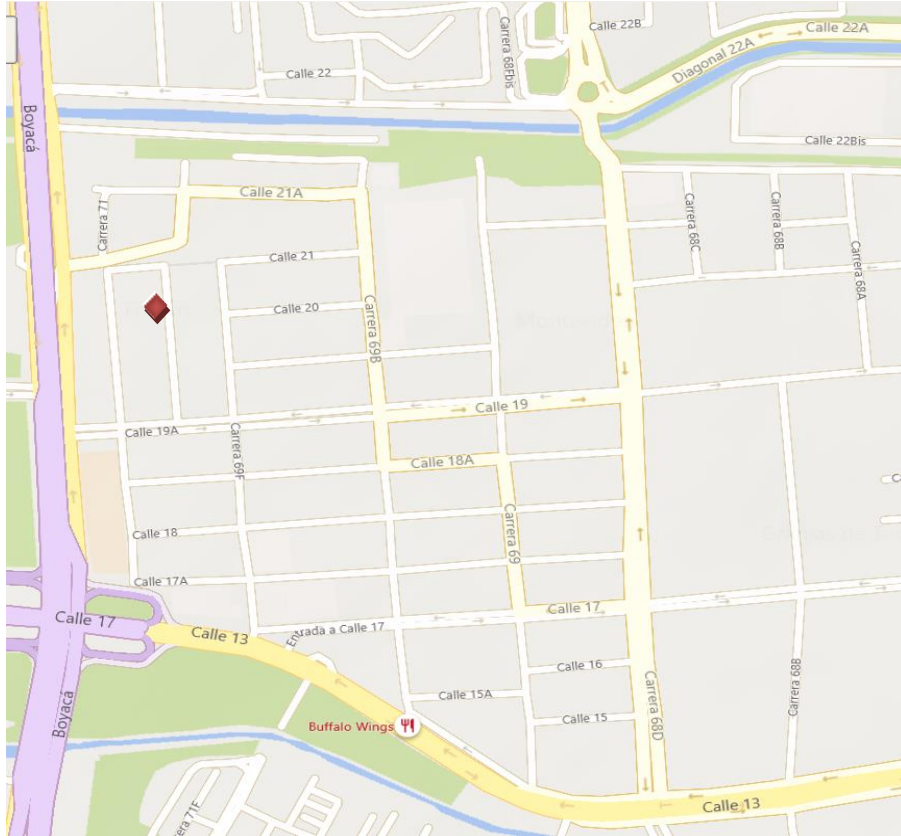 Calle 22B
Calle 22A
Carrera 68Fbis
Calle 22
Diagonal 22A
Boyacá
Calle 22Bis
Calle 21A
Carrera 71
Carrera 68C
Carrera 68B
Carrera 68A
Calle 21
Calle 20
Carrera 69B
Calle 19
Calle 19A
Carrera 69F
Calle 18A
Calle 18
Carrera 69
Calle 17A
Calle 17
Calle 17
Calle 13
Entrada a Calle 17
Calle 16
Carrera 68B
Carrera 68D
Calle 15A
Boyacá
Calle 15
Buffalo Wings
Carrera 71F
Calle 13